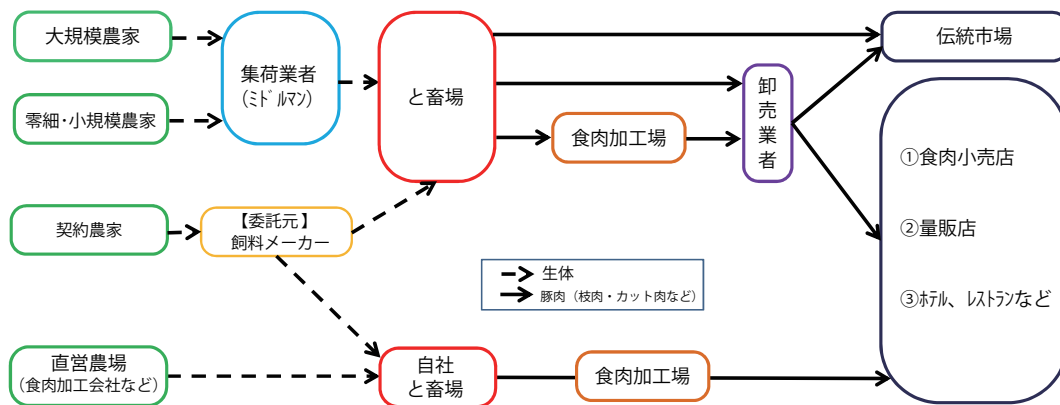 大規模農家
零細・小規模農家
契約農家
直営農場
(食肉加工会社など)
集荷業者
(ﾐﾄﾞﾙﾏﾝ)
【委託元】
飼料メーカー
と畜場
自社
と畜場
食肉加工場
食肉加工場
卸売業者
生体
豚肉（枝肉・カット肉など）
伝統市場
①食肉小売店
②量販店
③ﾎﾃﾙ、ﾚｽﾄﾗﾝなど